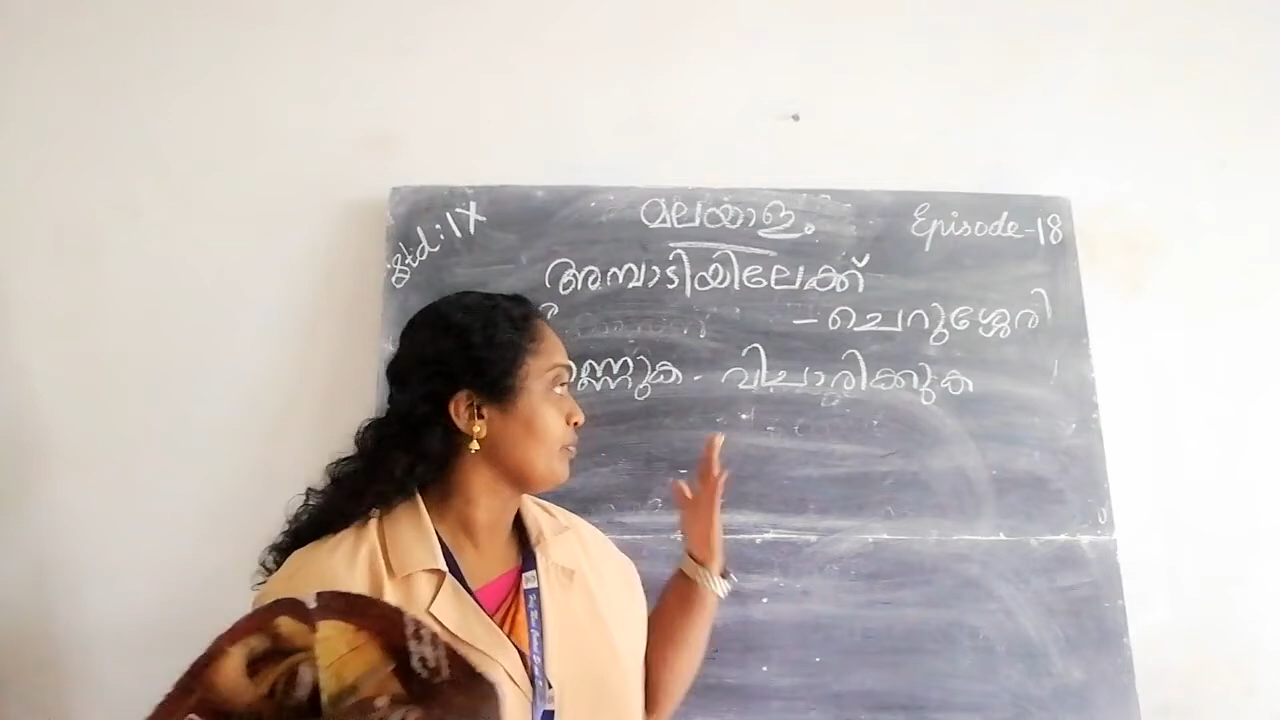 Std:IX
മലയാളം
Episode-18
അമ്പാടിയിലേക്ക്
- ചെറുശ്ശേരി
ണ്ണുക - വിചാരിക്കുക